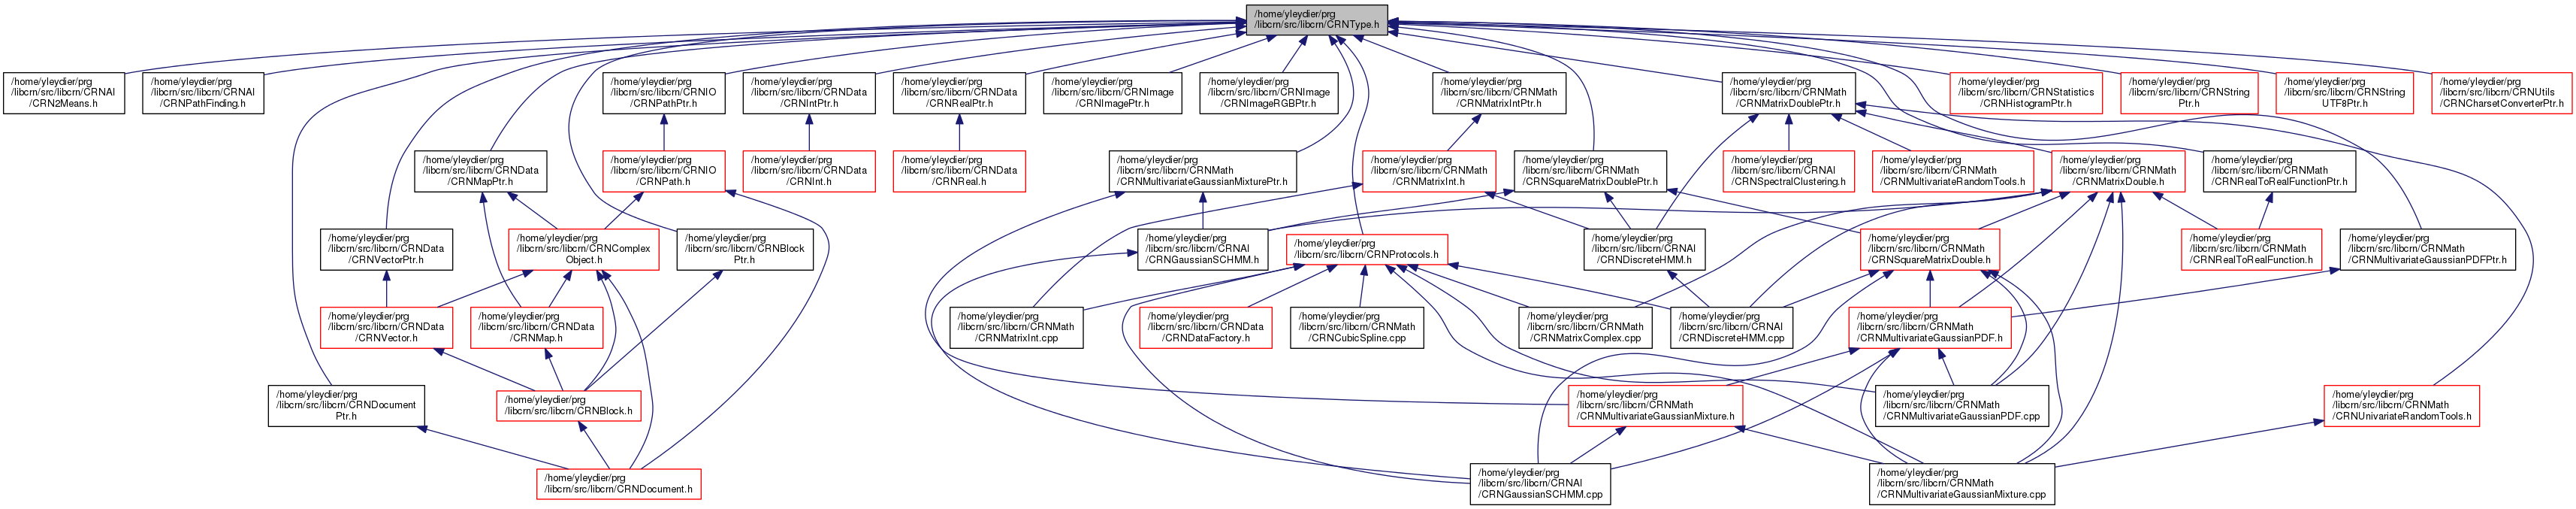 /home/yleydier/prg
/libcrn/src/libcrn/CRNType.h
/home/yleydier/prg
/libcrn/src/libcrn/CRNAI
/CRN2Means.h
/home/yleydier/prg
/libcrn/src/libcrn/CRNAI
/CRNPathFinding.h
/home/yleydier/prg
/libcrn/src/libcrn/CRNIO
/CRNPathPtr.h
/home/yleydier/prg
/libcrn/src/libcrn/CRNData
/CRNIntPtr.h
/home/yleydier/prg
/libcrn/src/libcrn/CRNData
/CRNRealPtr.h
/home/yleydier/prg
/libcrn/src/libcrn/CRNImage
/CRNImagePtr.h
/home/yleydier/prg
/libcrn/src/libcrn/CRNImage
/CRNImageRGBPtr.h
/home/yleydier/prg
/libcrn/src/libcrn/CRNMath
/CRNMatrixIntPtr.h
/home/yleydier/prg
/libcrn/src/libcrn/CRNMath
/CRNMatrixDoublePtr.h
/home/yleydier/prg
/libcrn/src/libcrn/CRNStatistics
/CRNHistogramPtr.h
/home/yleydier/prg
/libcrn/src/libcrn/CRNString
Ptr.h
/home/yleydier/prg
/libcrn/src/libcrn/CRNString
UTF8Ptr.h
/home/yleydier/prg
/libcrn/src/libcrn/CRNUtils
/CRNCharsetConverterPtr.h
/home/yleydier/prg
/libcrn/src/libcrn/CRNData
/CRNMapPtr.h
/home/yleydier/prg
/libcrn/src/libcrn/CRNIO
/CRNPath.h
/home/yleydier/prg
/libcrn/src/libcrn/CRNData
/CRNInt.h
/home/yleydier/prg
/libcrn/src/libcrn/CRNData
/CRNReal.h
/home/yleydier/prg
/libcrn/src/libcrn/CRNMath
/CRNMultivariateGaussianMixturePtr.h
/home/yleydier/prg
/libcrn/src/libcrn/CRNMath
/CRNMatrixInt.h
/home/yleydier/prg
/libcrn/src/libcrn/CRNMath
/CRNSquareMatrixDoublePtr.h
/home/yleydier/prg
/libcrn/src/libcrn/CRNAI
/CRNSpectralClustering.h
/home/yleydier/prg
/libcrn/src/libcrn/CRNMath
/CRNMultivariateRandomTools.h
/home/yleydier/prg
/libcrn/src/libcrn/CRNMath
/CRNMatrixDouble.h
/home/yleydier/prg
/libcrn/src/libcrn/CRNMath
/CRNRealToRealFunctionPtr.h
/home/yleydier/prg
/libcrn/src/libcrn/CRNData
/CRNVectorPtr.h
/home/yleydier/prg
/libcrn/src/libcrn/CRNComplex
Object.h
/home/yleydier/prg
/libcrn/src/libcrn/CRNBlock
Ptr.h
/home/yleydier/prg
/libcrn/src/libcrn/CRNAI
/CRNGaussianSCHMM.h
/home/yleydier/prg
/libcrn/src/libcrn/CRNProtocols.h
/home/yleydier/prg
/libcrn/src/libcrn/CRNAI
/CRNDiscreteHMM.h
/home/yleydier/prg
/libcrn/src/libcrn/CRNMath
/CRNSquareMatrixDouble.h
/home/yleydier/prg
/libcrn/src/libcrn/CRNMath
/CRNRealToRealFunction.h
/home/yleydier/prg
/libcrn/src/libcrn/CRNMath
/CRNMultivariateGaussianPDFPtr.h
/home/yleydier/prg
/libcrn/src/libcrn/CRNData
/CRNVector.h
/home/yleydier/prg
/libcrn/src/libcrn/CRNData
/CRNMap.h
/home/yleydier/prg
/libcrn/src/libcrn/CRNMath
/CRNMatrixInt.cpp
/home/yleydier/prg
/libcrn/src/libcrn/CRNData
/CRNDataFactory.h
/home/yleydier/prg
/libcrn/src/libcrn/CRNMath
/CRNCubicSpline.cpp
/home/yleydier/prg
/libcrn/src/libcrn/CRNMath
/CRNMatrixComplex.cpp
/home/yleydier/prg
/libcrn/src/libcrn/CRNAI
/CRNDiscreteHMM.cpp
/home/yleydier/prg
/libcrn/src/libcrn/CRNMath
/CRNMultivariateGaussianPDF.h
/home/yleydier/prg
/libcrn/src/libcrn/CRNDocument
Ptr.h
/home/yleydier/prg
/libcrn/src/libcrn/CRNBlock.h
/home/yleydier/prg
/libcrn/src/libcrn/CRNMath
/CRNMultivariateGaussianMixture.h
/home/yleydier/prg
/libcrn/src/libcrn/CRNMath
/CRNMultivariateGaussianPDF.cpp
/home/yleydier/prg
/libcrn/src/libcrn/CRNMath
/CRNUnivariateRandomTools.h
/home/yleydier/prg
/libcrn/src/libcrn/CRNDocument.h
/home/yleydier/prg
/libcrn/src/libcrn/CRNAI
/CRNGaussianSCHMM.cpp
/home/yleydier/prg
/libcrn/src/libcrn/CRNMath
/CRNMultivariateGaussianMixture.cpp